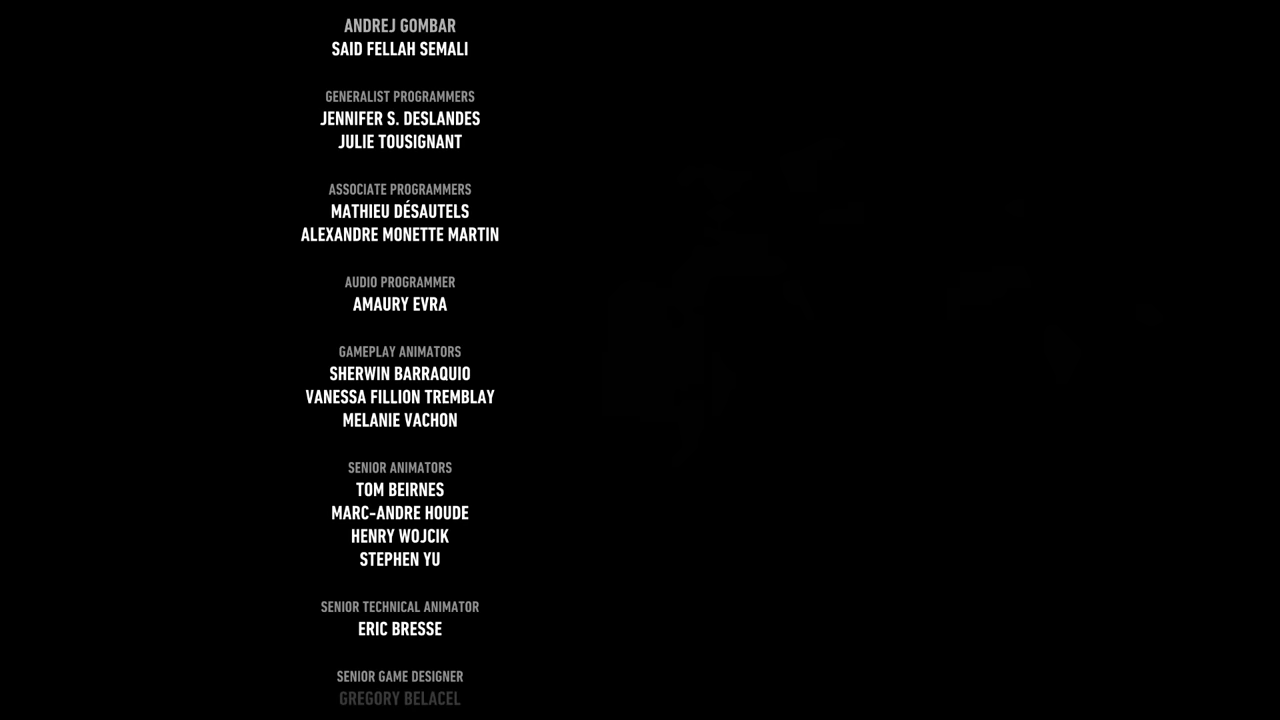 ANDREJ GOMBAR
SAID FELLAH SEMALI
GENERALIST PROGRAMMERS
JENNIFER S. DESLANDES
JULIE TOUSIGNANT
ASSOCIATE PROGRAMMERS
MATHIEU DÉSAUTELS
ALEXANDRE MONETTE MARTIN
AUDIO PROGRAMMER
AMAURY EVRA
GAMEPLAY ANIMATORS
SHERWIN BARRAQUIO
VANESSA FILLION TREMBLAY
MELANIE VACHON
SENIOR ANIMATORS
TOM BEIRNES
MARC-ANDRE HOUDE
HENRY WOJCIK
STEPHEN YU
SENIOR TECHNICAL ANIMATOR
ERIC BRESSE
SENIOR GAME DESIGNER
GREGORY BELACEL